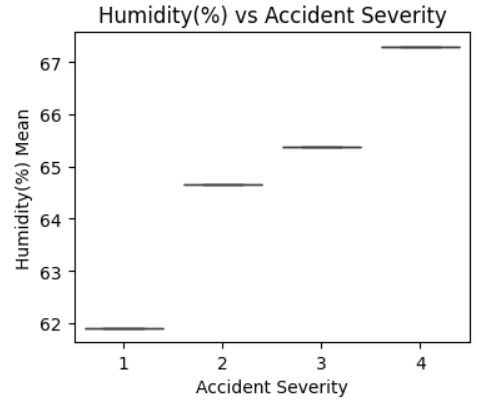 Humidity(%) vs Accident Severity
67
66
65
64
63
62
Humidity(%) Mean
1 2 3 4
Accident Severity